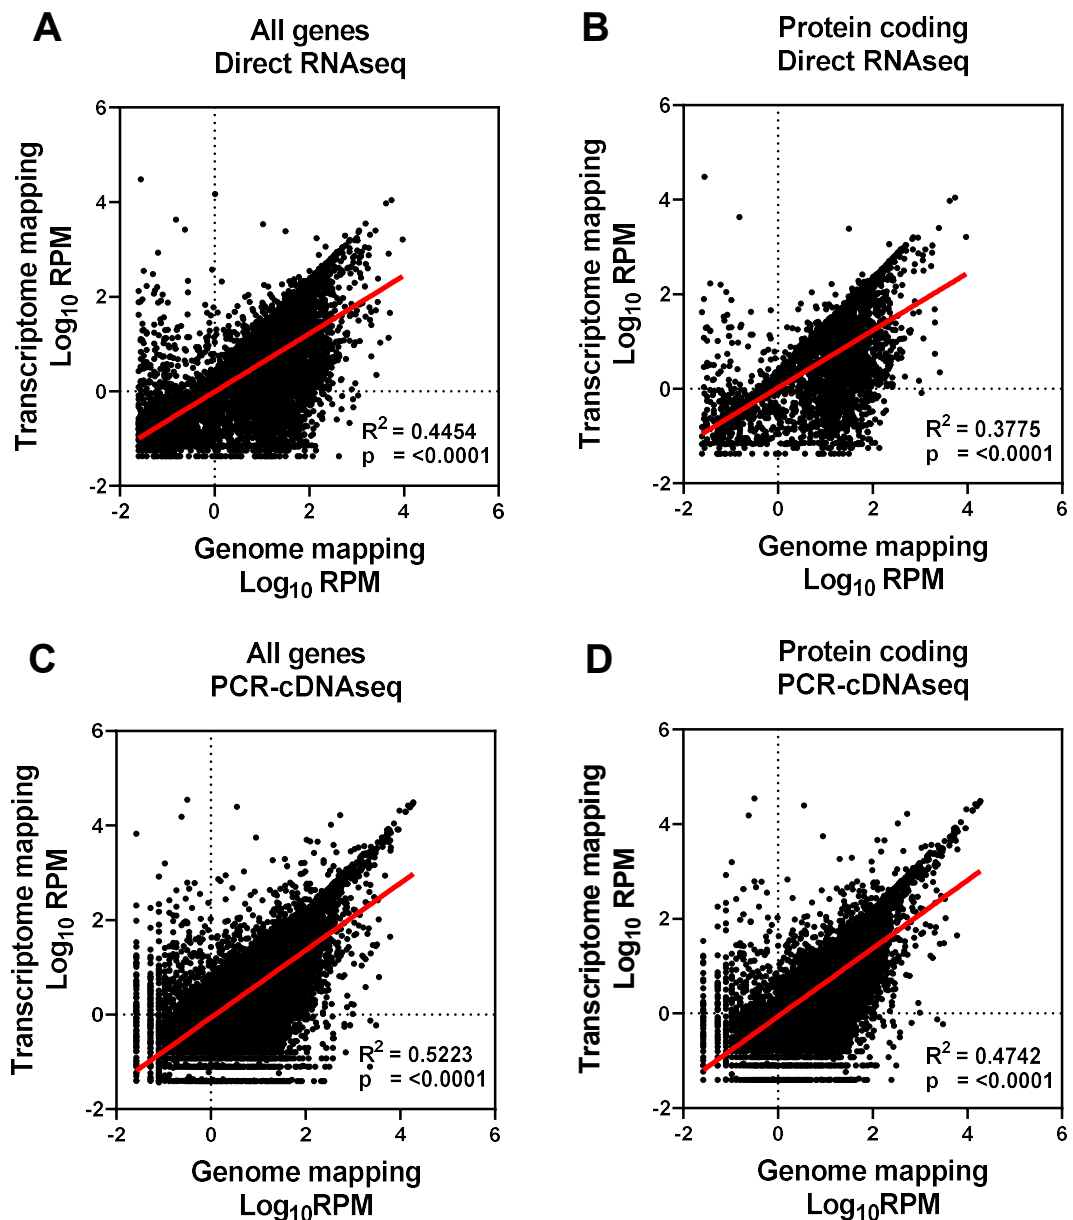 A
All genes
Direct RNAseq
6
4
2
0
-2
-2
0
2
4
6
Transcriptome mapping
Log10 RPM
R2 = 0.4454
p = <0.0001
Genome mapping
Log10 RPM
B
Protein coding
Direct RNAseq
6
4
2
0
-2
-2
0
2
4
6
Transcriptome mapping
Log10 RPM
R2 = 0.3775
p = <0.0001
Genome mapping
Log10 RPM
C
All genes
PCR-cDNAseq
6
4
2
0
-2
-2
0
2
4
6
Transcriptome mapping
Log10 RPM
R2 = 0.5223
p = <0.0001
Genome mapping
Log10RPM
D
Protein coding
PCR-cDNAseq
6
4
2
0
-2
-2
0
2
4
6
Transcriptome mapping
Log10 RPM
R2 = 0.4742
p = <0.0001
Genome mapping
Log10RPM